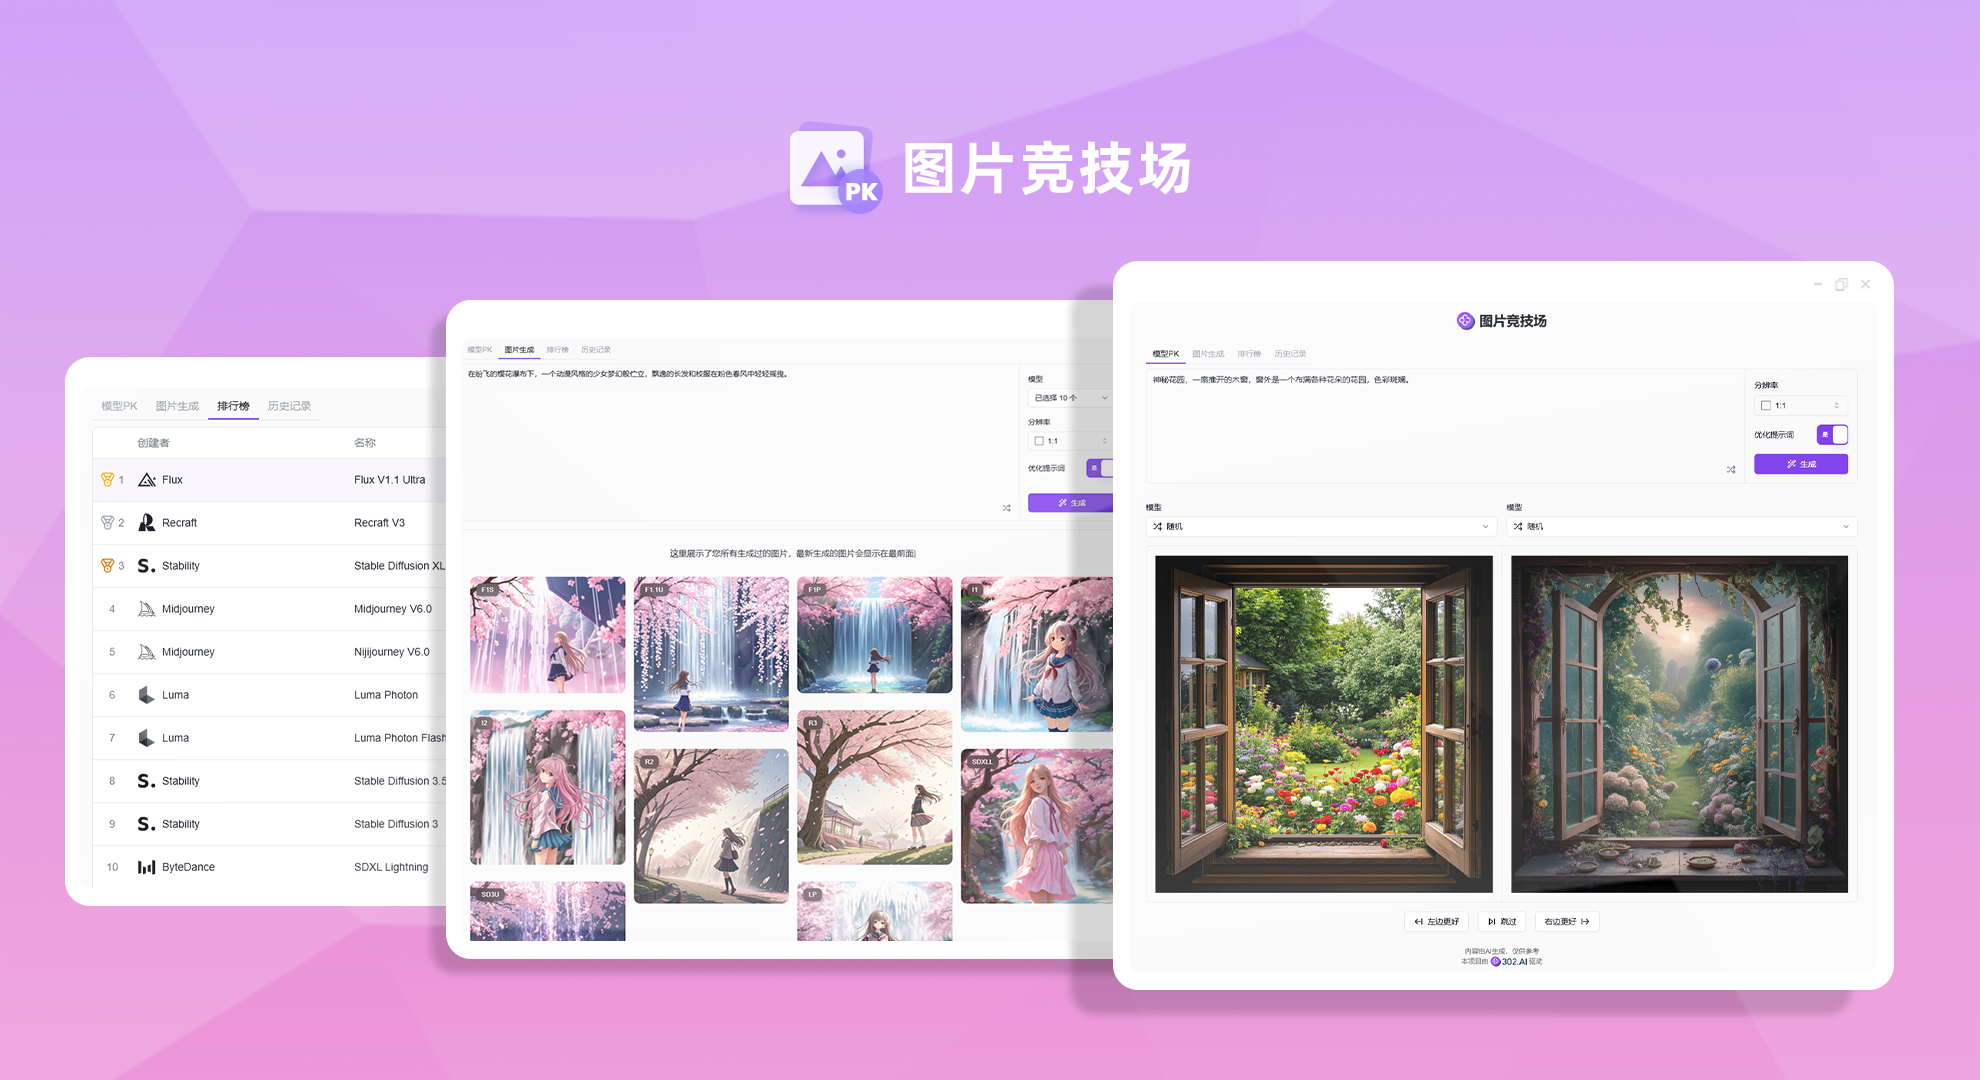 PK
图片竞技场
模型PK 图片生成 排行榜 历史记录
创建者 名称
1 Flux Flux V1.1 Ultra
2 Recraft Recraft V3
3 Stability Stable Diffusion XL
4 Midjourney Midjourney V6.0
5 Midjourney Nijijourney V6.0
6 Luma Luma Photon
7 Luma Luma Photon Flash
8 Stability Stable Diffusion 3.5
9 Stability Stable Diffusion 3
10 ByteDance SDXL Lightning
模型PK 图片生成 排行榜 历史记录
在纷飞的樱花瀑布下，一个动漫风格的少女梦幻般伫立，飘逸的长发和校服在粉色春风中轻轻摇曳。
模型
已选择 10 个
分辨率
1:1
优化提示词 是
生成
这里展示了您所有生成过的图片，最新生成的图片会显示在最前面
F1S
F1.1U
F1P
I1
I2
R2
R3
SDXLL
SD3U
LP
图片竞技场
模型PK 图片生成 排行榜 历史记录
神秘花园，一扇推开的木窗，窗外是一个布满各种花朵的花园，色彩斑斓。
分辨率
1:1
优化提示词 是
生成
模型 模型
随机 随机
左边更好 跳过 右边更好
内容由AI生成，仅供参考
本项目由 302.AI 驱动